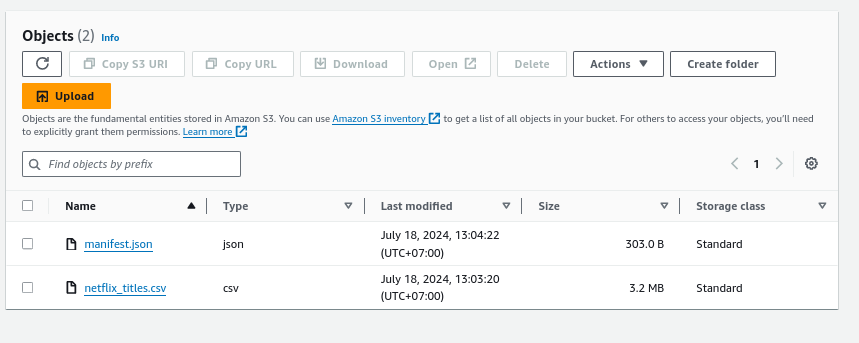 Objects (2) Info
Copy S3 URI Copy URL Download Open Delete Actions Create folder
Upload
Objects are the fundamental entities stored in Amazon S3. You can use Amazon S3 inventory to get a list of all objects in your bucket. For others to access your objects, you'll need
to explicitly grant them permissions. Learn more
Find objects by prefix 1
Name Type Last modified Size Storage class
manifest.json json July 18, 2024, 13:04:22 303.0 B Standard
(UTC+07:00)
netflix_titles.csv csv July 18, 2024, 13:03:20 3.2 MB Standard
(UTC+07:00)